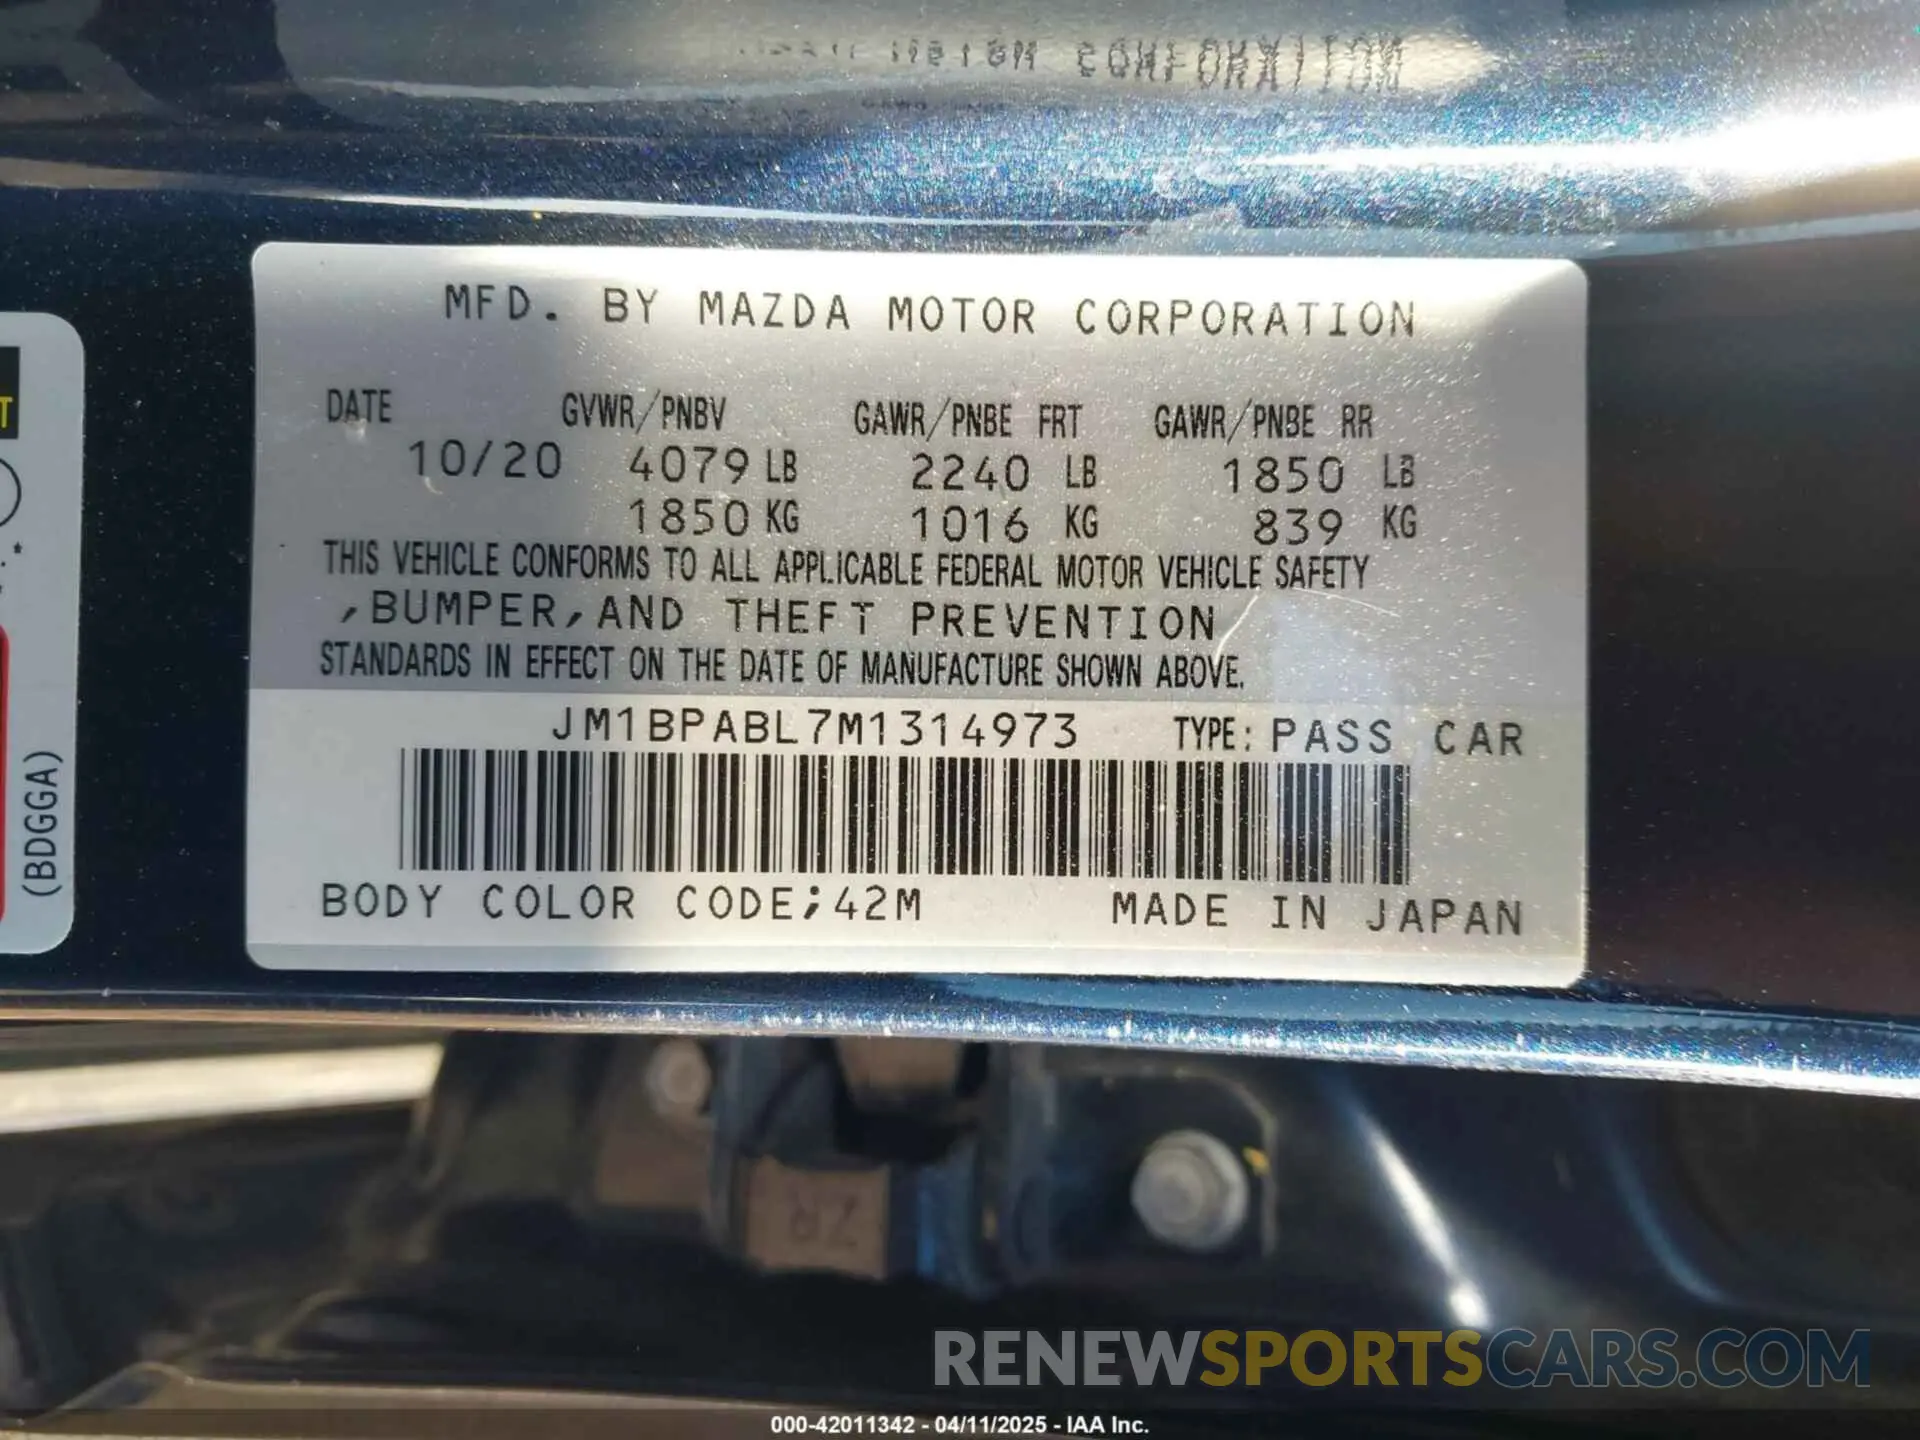 MFD. BY MAZDA MOTOR CORPORATION
DATE GVWR/PNBV GAWR/PNBE FRT GAWR/PNBE RR
10/20 4079 LB 2240 LB 1850 LB
1850 KG 1016 KG 839 KG
THIS VEHICLE CONFORMS TO ALL APPLICABLE FEDERAL MOTOR VEHICLE SAFETY
,BUMPER,AND THEFT PREVENTION
STANDARDS IN EFFECT ON THE DATE OF MANUFACTURE SHOWN ABOVE.
JM1BPABL7M1314973 TYPE: PASS CAR
BODY COLOR CODE;42M MADE IN JAPAN
(BDGGA)
RENEWSPORTSCARS.COM
000-42011342 - 04/11/2025 - IAA Inc.